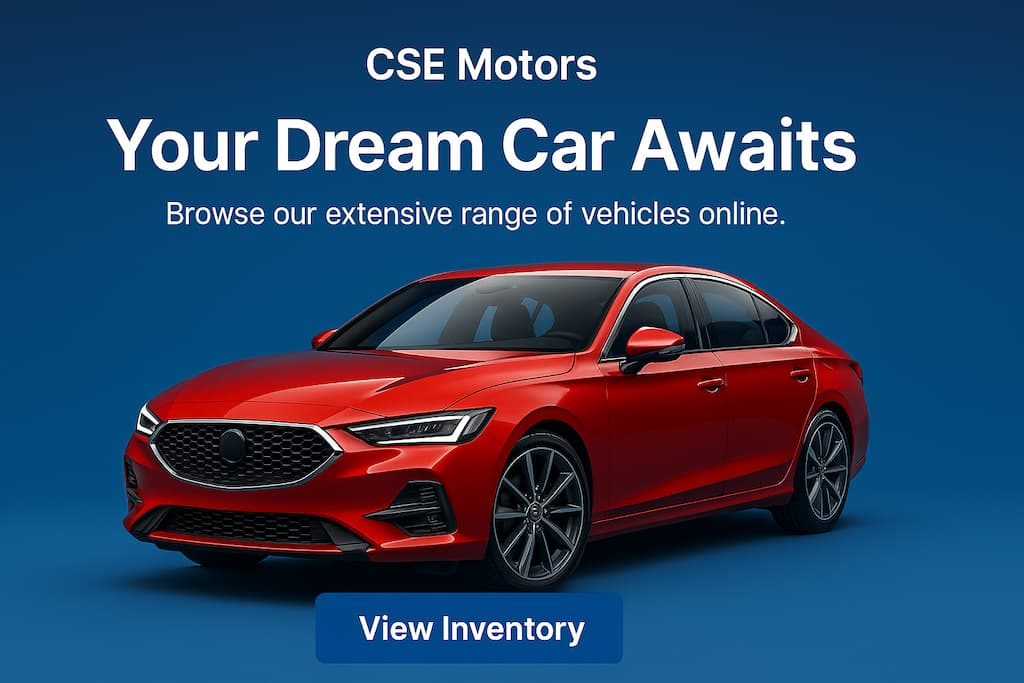 CSE Motors
Your Dream Car Awaits
Browse our extensive range of vehicles online.
View Inventory